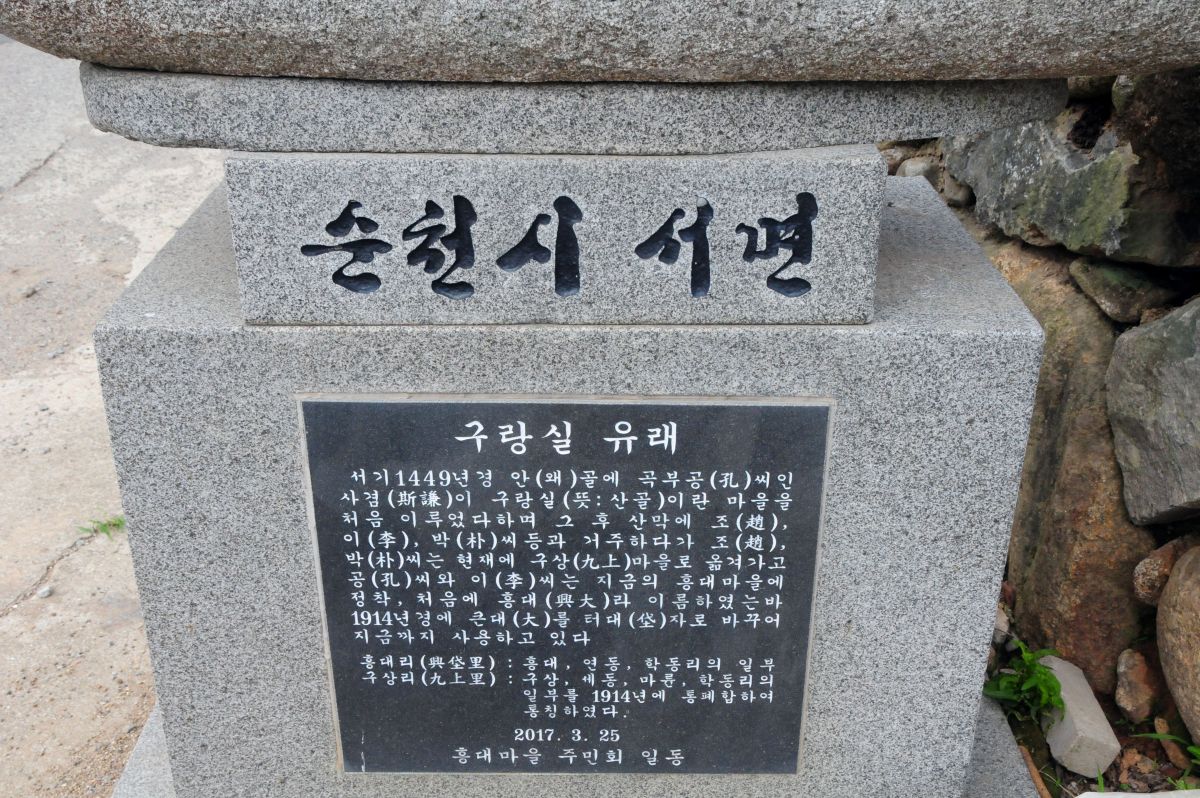 순천시 서면
구랑실 유래
서기1449년경 안(왜)골에 곡부공(孔)씨인
사겸(斯謙)이 구랑실(뜻:산골)이란 마을을
처음 이루었다하며 그 후 산막에 조(趙),
이(李), 박(朴)씨등과 거주하다가 조(趙),
박(朴)씨는 현재에 구상(九上)마을로 옮겨가고
공(孔)씨와 이(李)씨는 지금의 흥대마을에
정착, 처음에 흥대(興大)라 이름하였는바
1914년경에 큰대(大)를 터대(垈)자로 바꾸어
지금까지 사용하고 있다
흥대리(興垈里) : 흥대, 연동, 학동리의 일부
구상리(九上里) : 구상, 세동, 마륜, 학동리의
일부를 1914년에 통폐합하여
통칭하였다.
2017. 3. 25
흥대마을 주민회 일동